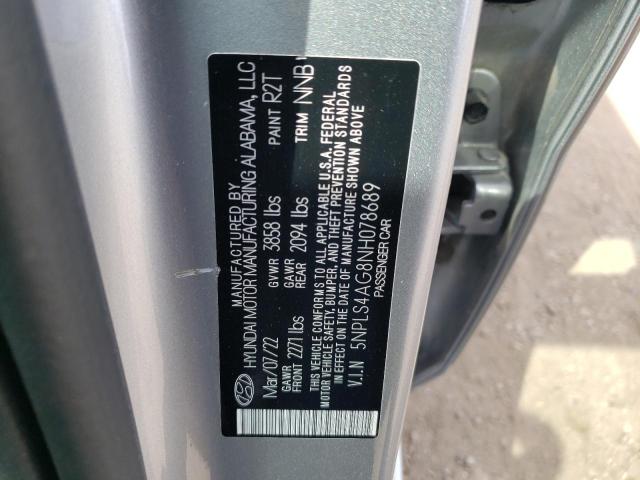 MANUFACTURED BY
HYUNDAI MOTOR MANUFACTURING ALABAMA, LLC
Mar/07/22 GVWR 3858 lbs PAINT R2T
GAWR FRONT 2271 lbs GAWR REAR 2094 lbs TRIM NNB
THIS VEHICLE CONFORMS TO ALL APPLICABLE U.S.A. FEDERAL
MOTOR VEHICLE SAFETY, BUMPER, AND THEFT PREVENTION STANDARDS
IN EFFECT ON THE DATE OF MANUFACTURE SHOWN ABOVE
V.I.N 5NPLS4AG8NH078689
PASSENGER CAR